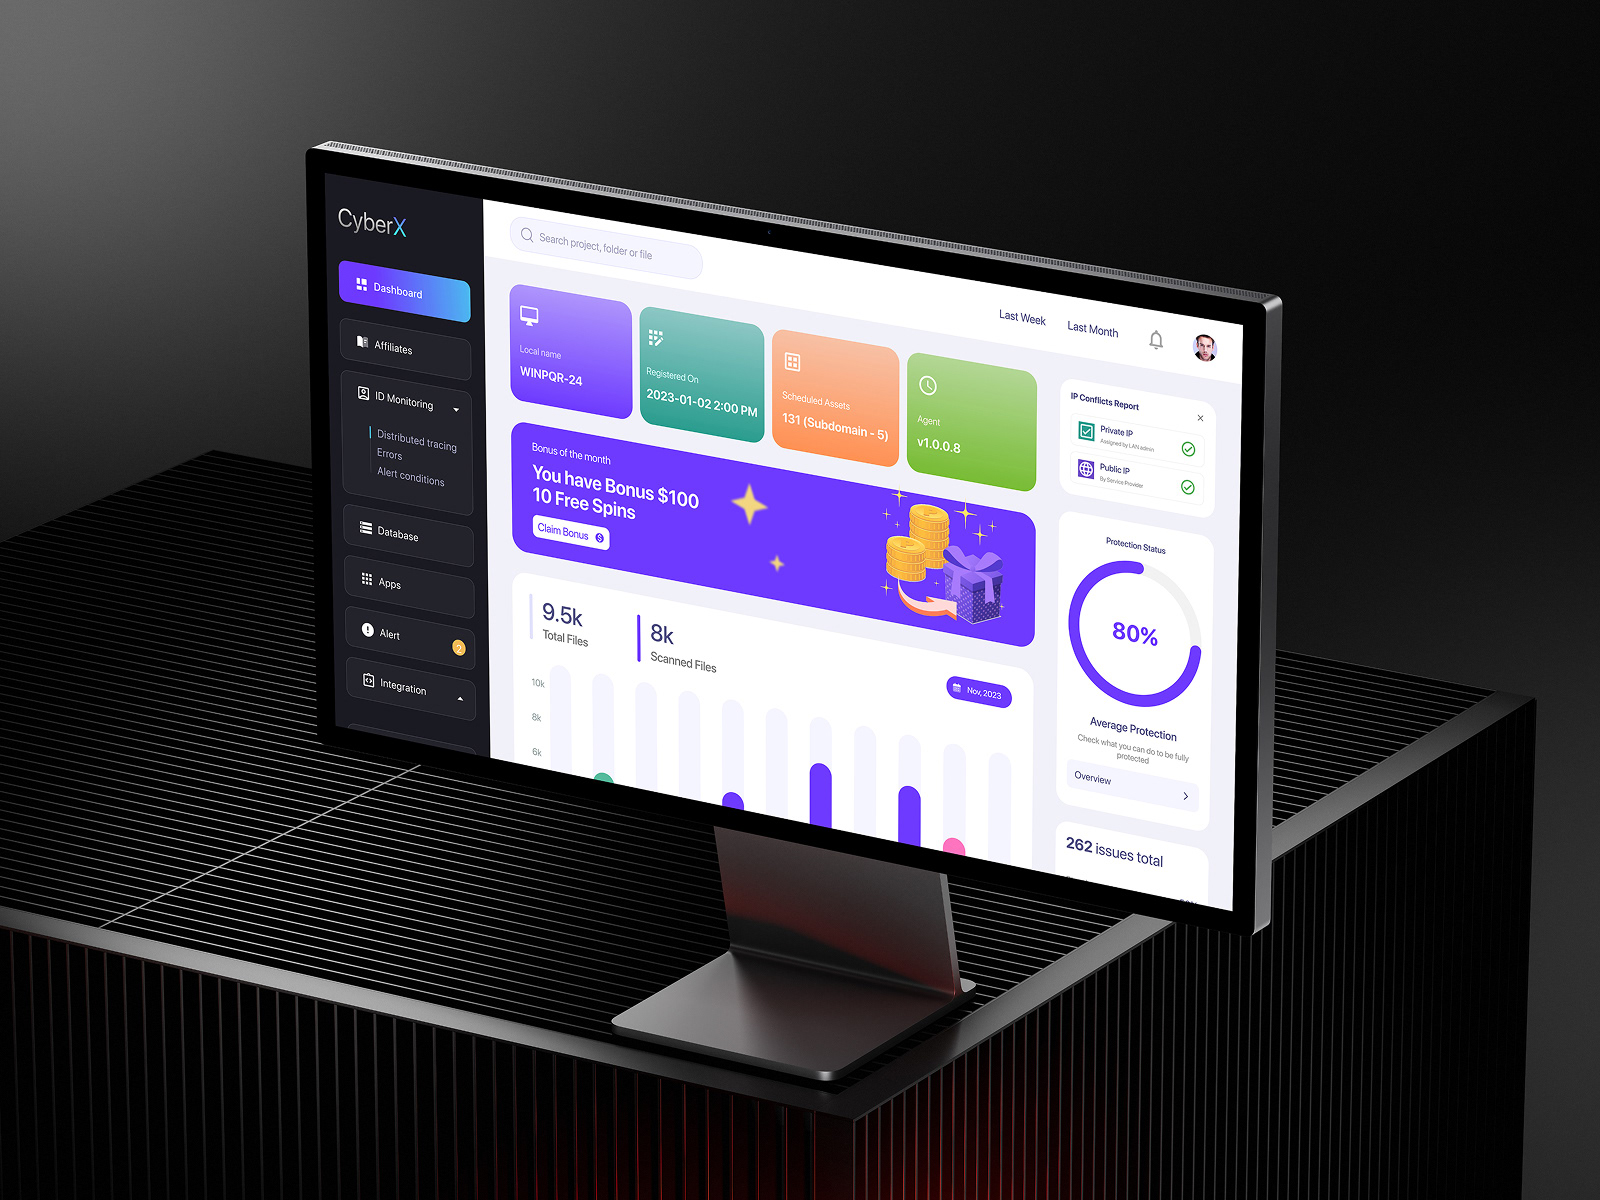 CyberX
Dashboard
Affiliates
ID Monitoring
Distributed tracing
Errors
Alert conditions
Database
Apps
Alert
2
Integration
Search project, folder or file
Last Week
Last Month
Local name
WINPQR-24
Registered On
2023-01-02 2:00 PM
Scheduled Assets
131 (Subdomain - 5)
Agent
v1.0.0.8
Bonus of the month
You have Bonus $100
10 Free Spins
Claim Bonus
$
9.5k
Total Files
8k
Scanned Files
Nov, 2023
10k
8k
6k
IP Conflicts Report
Private IP
Assigned by LAN admin
Public IP
By Service Provider
Protection Status
80%
Average Protection
Check what you can do to be fully
protected
Overview
262 issues total